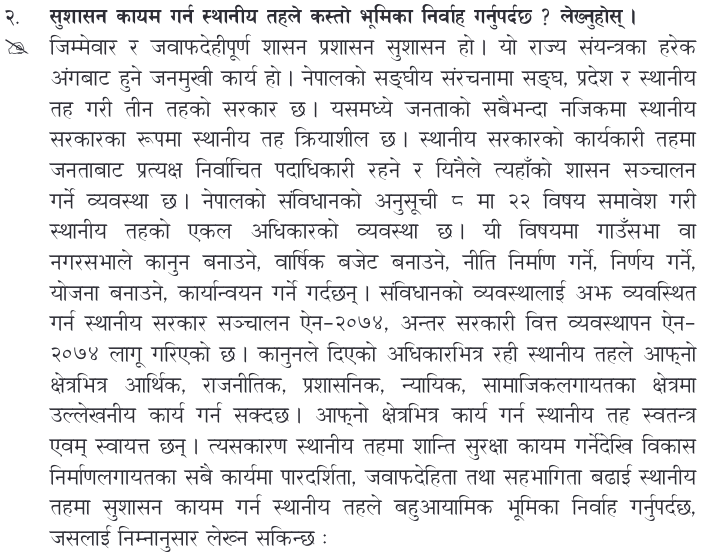 २. सुशासन कायम गर्न स्थानीय तहले कस्तो भूमिका निर्वाह गर्नुपर्दछ ? लेख्नुहोस् ।
जिम्मेवार र जवाफदेहीपूर्ण शासन प्रशासन सुशासन हो । यो राज्य संयन्त्रका हरेक
अंगबाट हुने जनमुखी कार्य हो । नेपालको सङ्घीय संरचनामा सङ्घ, प्रदेश र स्थानीय
तह गरी तीन तहको सरकार छ । यसमध्ये जनताको सबैभन्दा नजिकमा स्थानीय
सरकारका रूपमा स्थानीय तह क्रियाशील छ । स्थानीय सरकारको कार्यकारी तहमा
जनताबाट प्रत्यक्ष निर्वाचित पदाधिकारी रहने र यिनैले त्यहाँको शासन सञ्चालन
गर्ने व्यवस्था छ । नेपालको संविधानको अनुसूची ८ मा २२ विषय समावेश गरी
स्थानीय तहको एकल अधिकारको व्यवस्था छ । यी विषयमा गाउँसभा वा
नगरसभाले कानुन बनाउने, वार्षिक बजेट बनाउने, नीति निर्माण गर्ने, निर्णय गर्ने,
योजना बनाउने, कार्यान्वयन गर्ने गर्दछन् । संविधानको व्यवस्थालाई अझ व्यवस्थित
गर्न स्थानीय सरकार सञ्चालन ऐन-२०७४, अन्तर सरकारी वित्त व्यवस्थापन ऐन-
२०७४ लागू गरिएको छ । कानुनले दिएको अधिकारभित्र रही स्थानीय तहले आफ्नो
क्षेत्रभित्र आर्थिक, राजनीतिक, प्रशासनिक, न्यायिक, सामाजिकलगायतका क्षेत्रमा
उल्लेखनीय कार्य गर्न सक्दछ । आफ्नो क्षेत्रभित्र कार्य गर्न स्थानीय तह स्वतन्त्र
एवम् स्वायत्त छन् । त्यसकारण स्थानीय तहमा शान्ति सुरक्षा कायम गर्नेदेखि विकास
निर्माणलगायतका सबै कार्यमा पारदर्शिता, जवाफदेहिता तथा सहभागिता बढाई स्थानीय
तहमा सुशासन कायम गर्न स्थानीय तहले बहुआयामिक भूमिका निर्वाह गर्नुपर्दछ,
जसलाई निम्नानुसार लेख्न सकिन्छ :